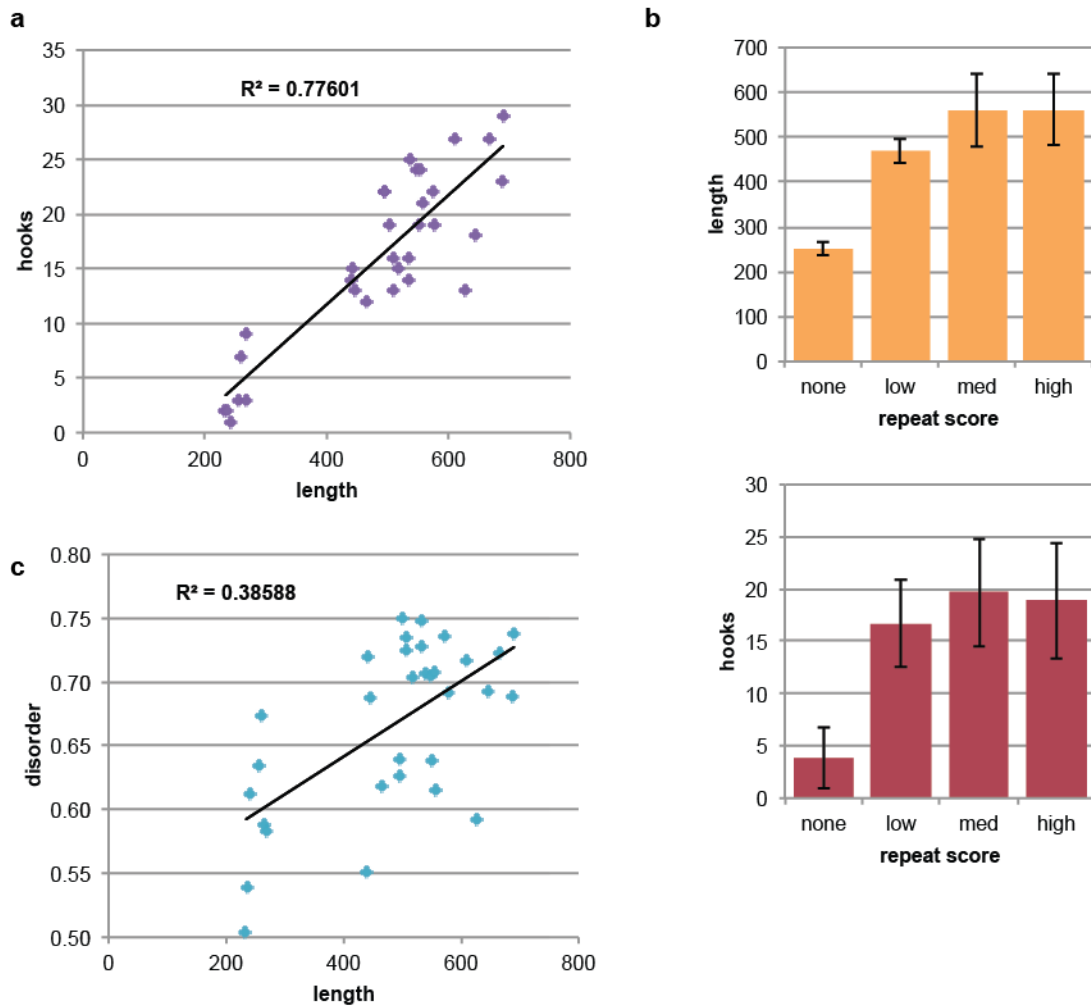 a
35
30
25
20
15
10
5
0
hooks
R² = 0.77601
0 200 400 600 800
length
b
700
600
500
400
300
200
100
0
length
none low med high
repeat score
30
25
20
15
10
5
0
hooks
none low med high
repeat score
c
0.80
0.75
0.70
0.65
0.60
0.55
0.50
disorder
R² = 0.38588
0 200 400 600 800
length